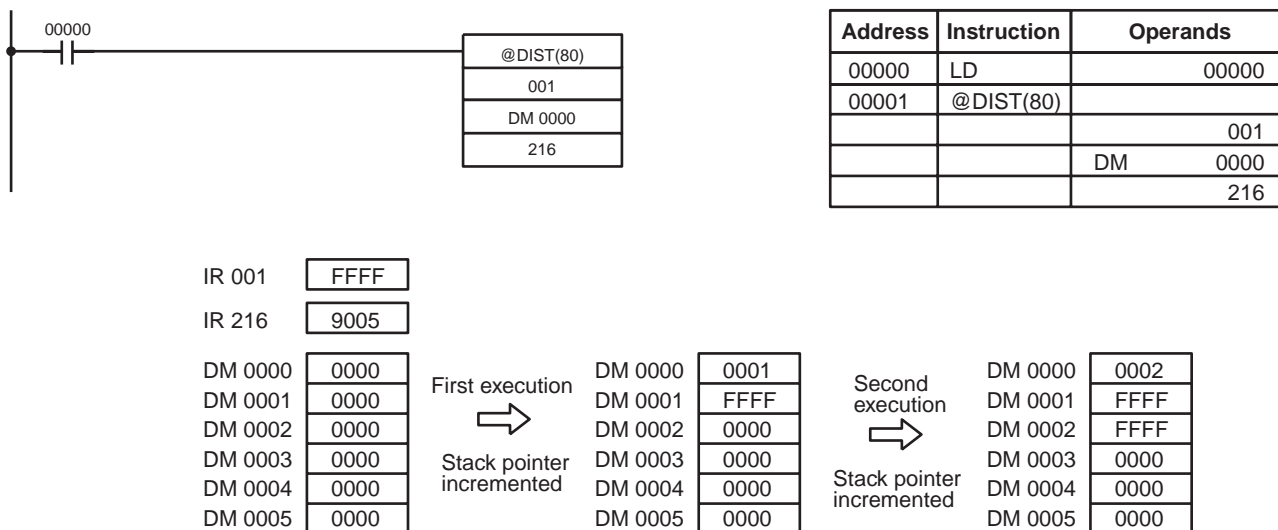 00000
@DIST(80)
001
DM 0000
216
Address Instruction Operands
00000 LD 00000
00001 @DIST(80)
001
DM 0000
216
IR 001 FFFF
IR 216 9005
DM 0000 0000
DM 0001 0000
DM 0002 0000
DM 0003 0000
DM 0004 0000
DM 0005 0000
First execution
Stack pointer
incremented
DM 0000 0001
DM 0001 FFFF
DM 0002 0000
DM 0003 0000
DM 0004 0000
DM 0005 0000
Second
execution
Stack pointer
incremented
DM 0000 0002
DM 0001 FFFF
DM 0002 FFFF
DM 0003 0000
DM 0004 0000
DM 0005 0000